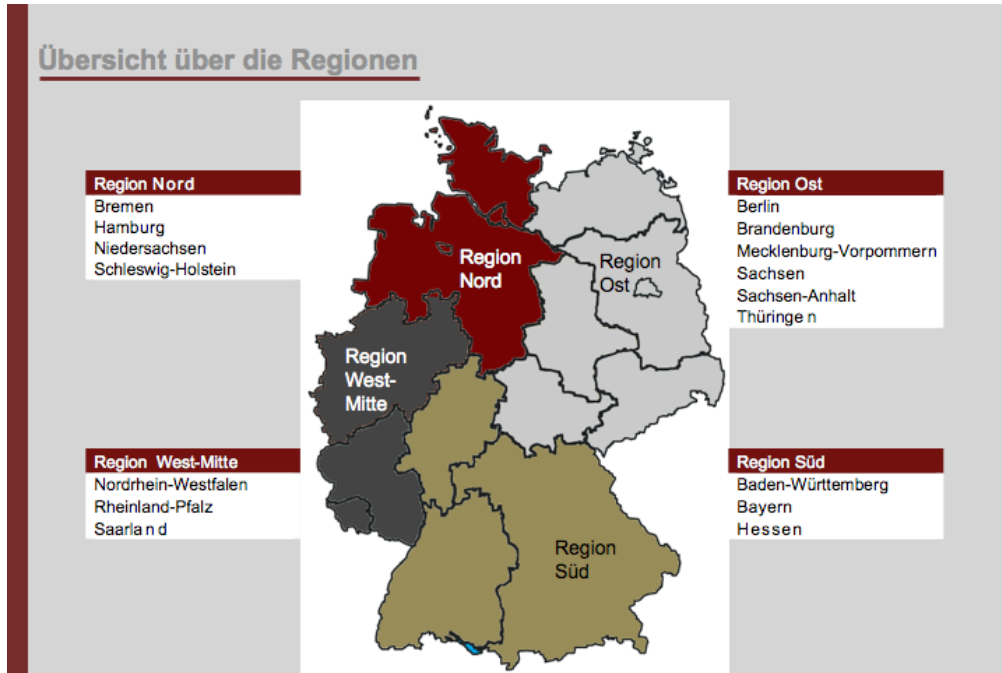 Übersicht über die Regionen
Region Nord
Bremen
Hamburg
Niedersachsen
Schleswig-Holstein
Region Ost
Berlin
Brandenburg
Mecklenburg-Vorpommern
Sachsen
Sachsen-Anhalt
Thüringen
Region
Nord
Region
Ost
Region
West-
Mitte
Region
Süd
Region West-Mitte
Nordrhein-Westfalen
Rheinland-Pfalz
Saarland
Region Süd
Baden-Württemberg
Bayern
Hessen